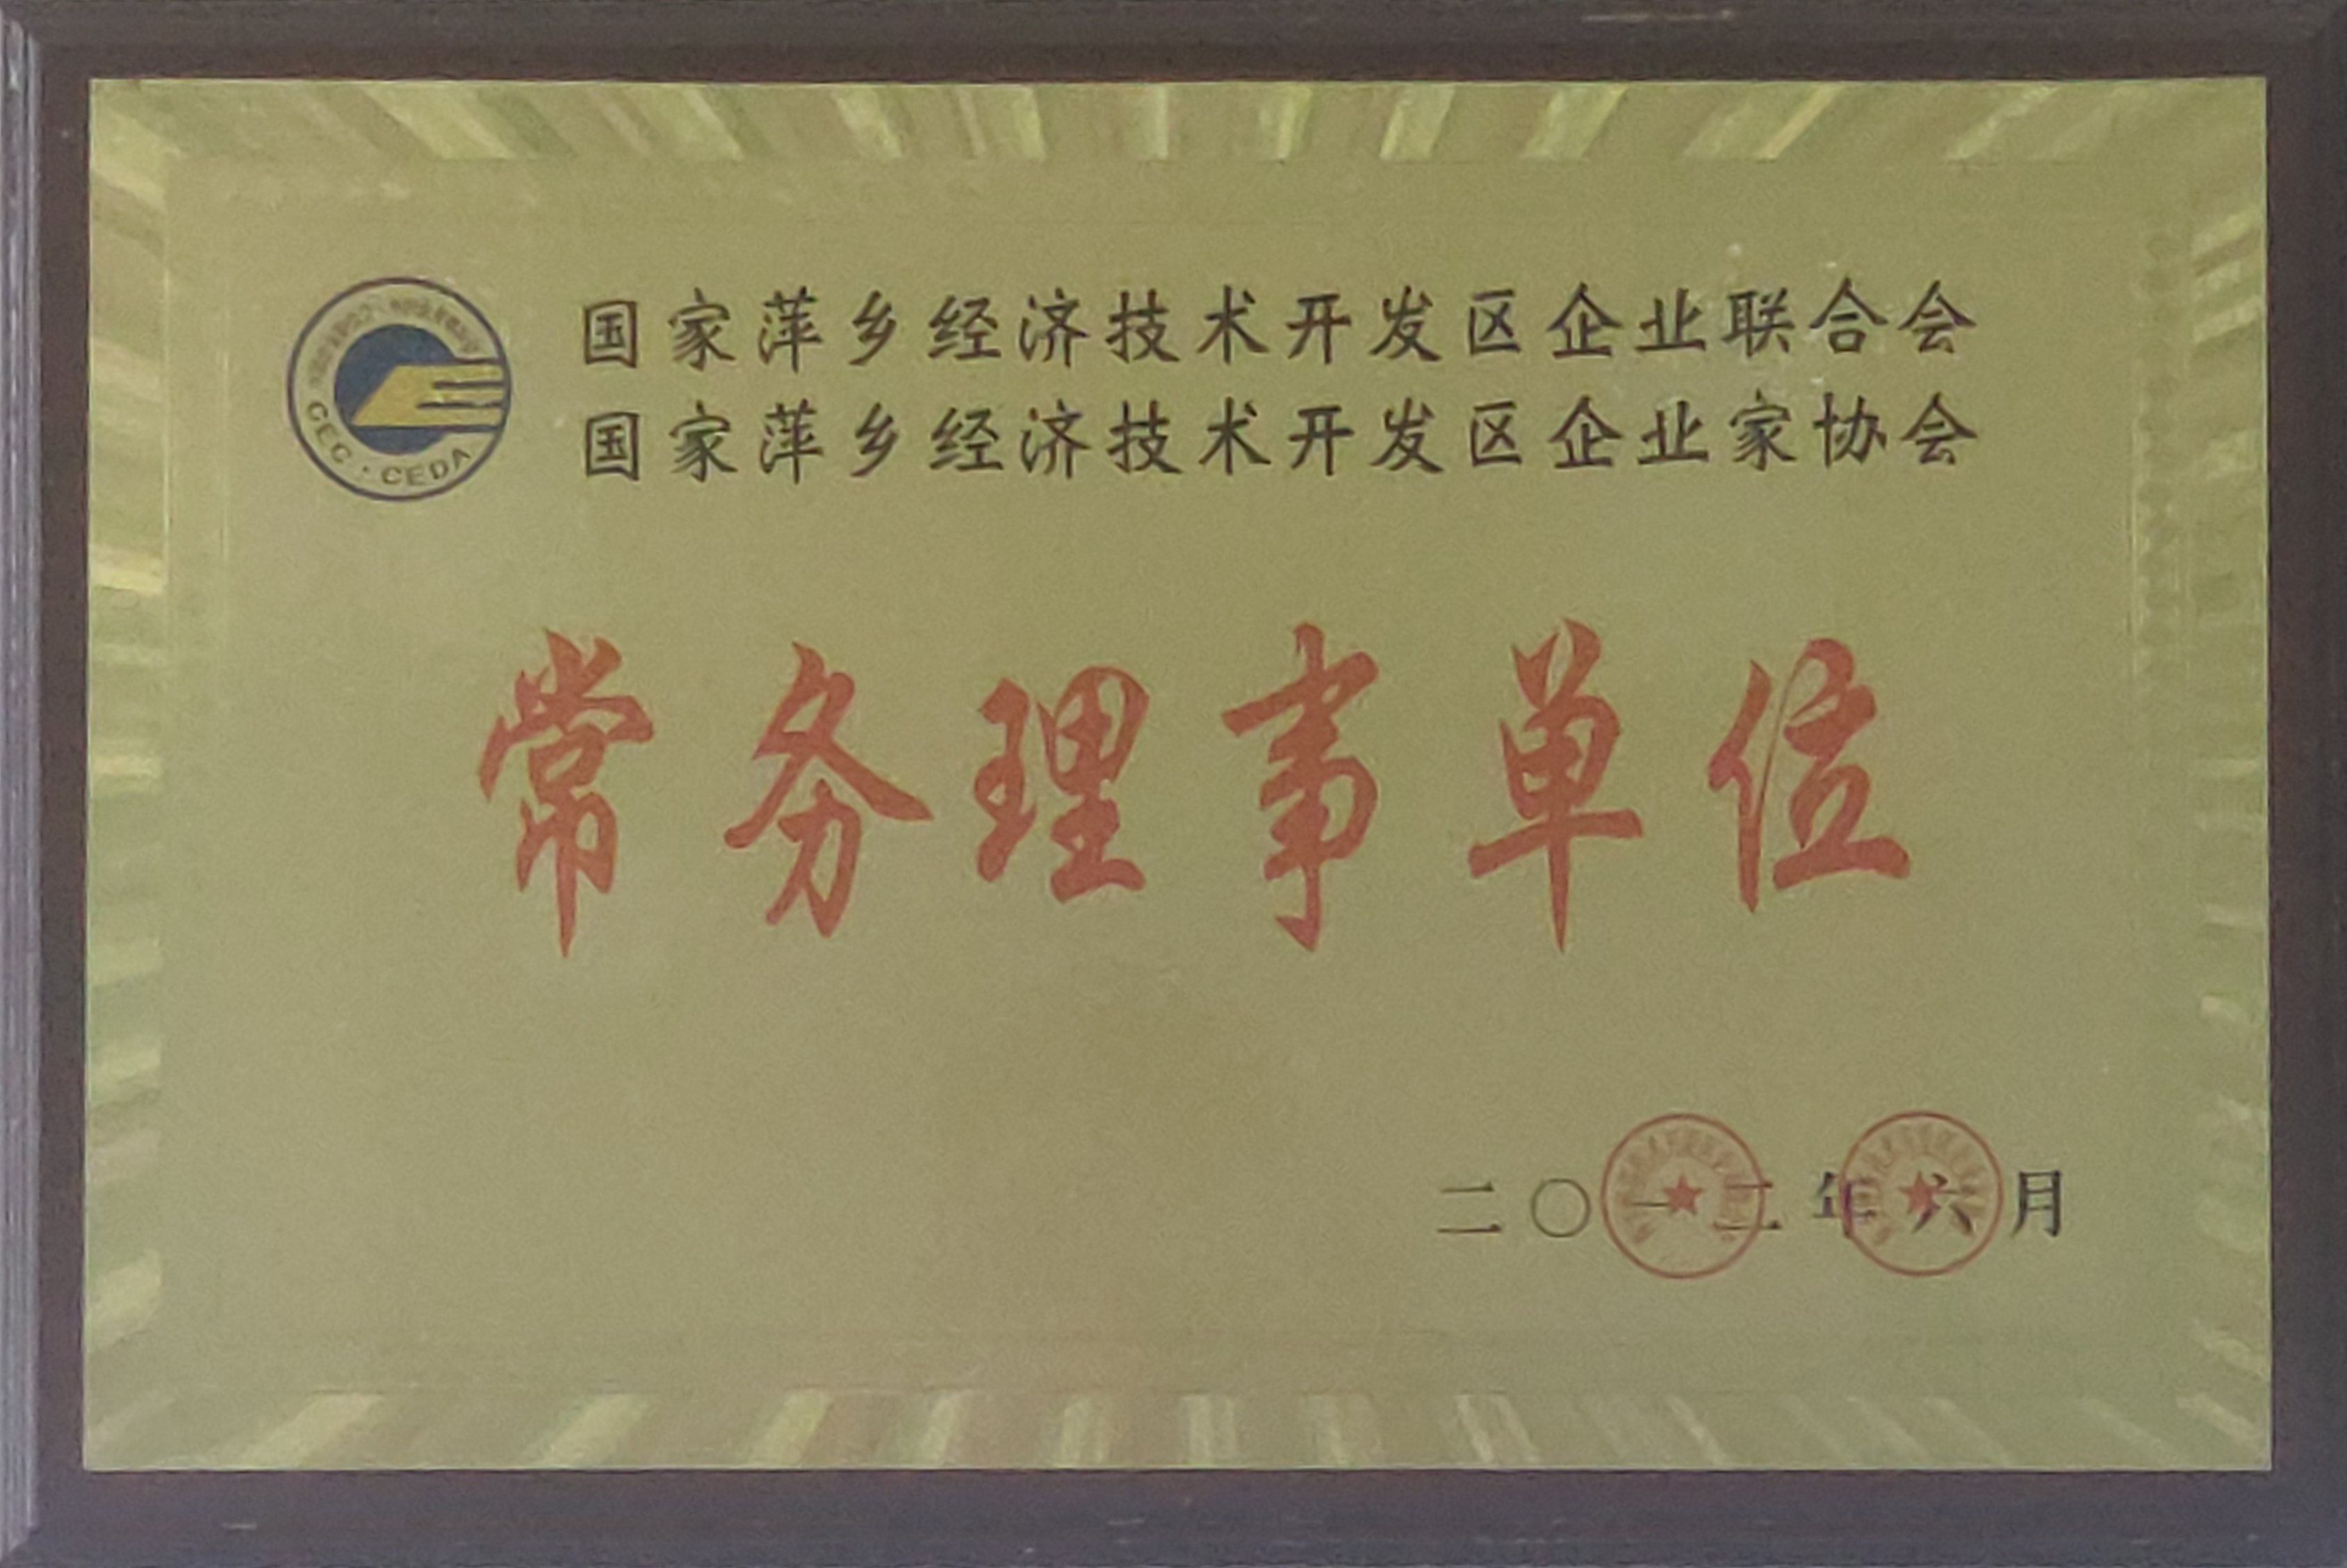 国家萍乡经济技术开发区企业联合会
国家萍乡经济技术开发区企业家协会
CEC·CEDA
常务理事单位
二〇一二年六月